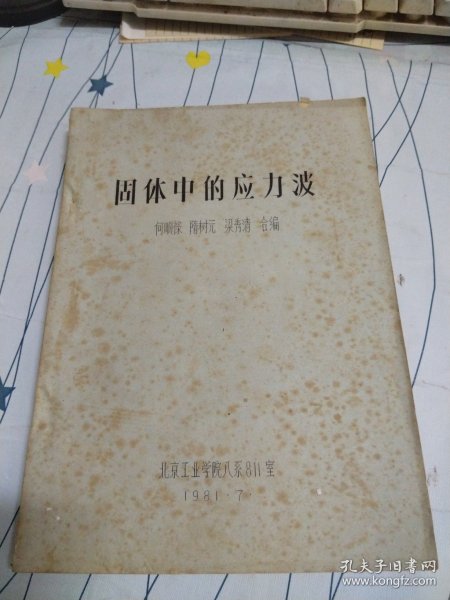 固体中的应力波
何顺禄 隋树元 梁秀清 合编
北京工业学院八系811室
1981.7.
孔夫子旧书网
www.kongfz.com